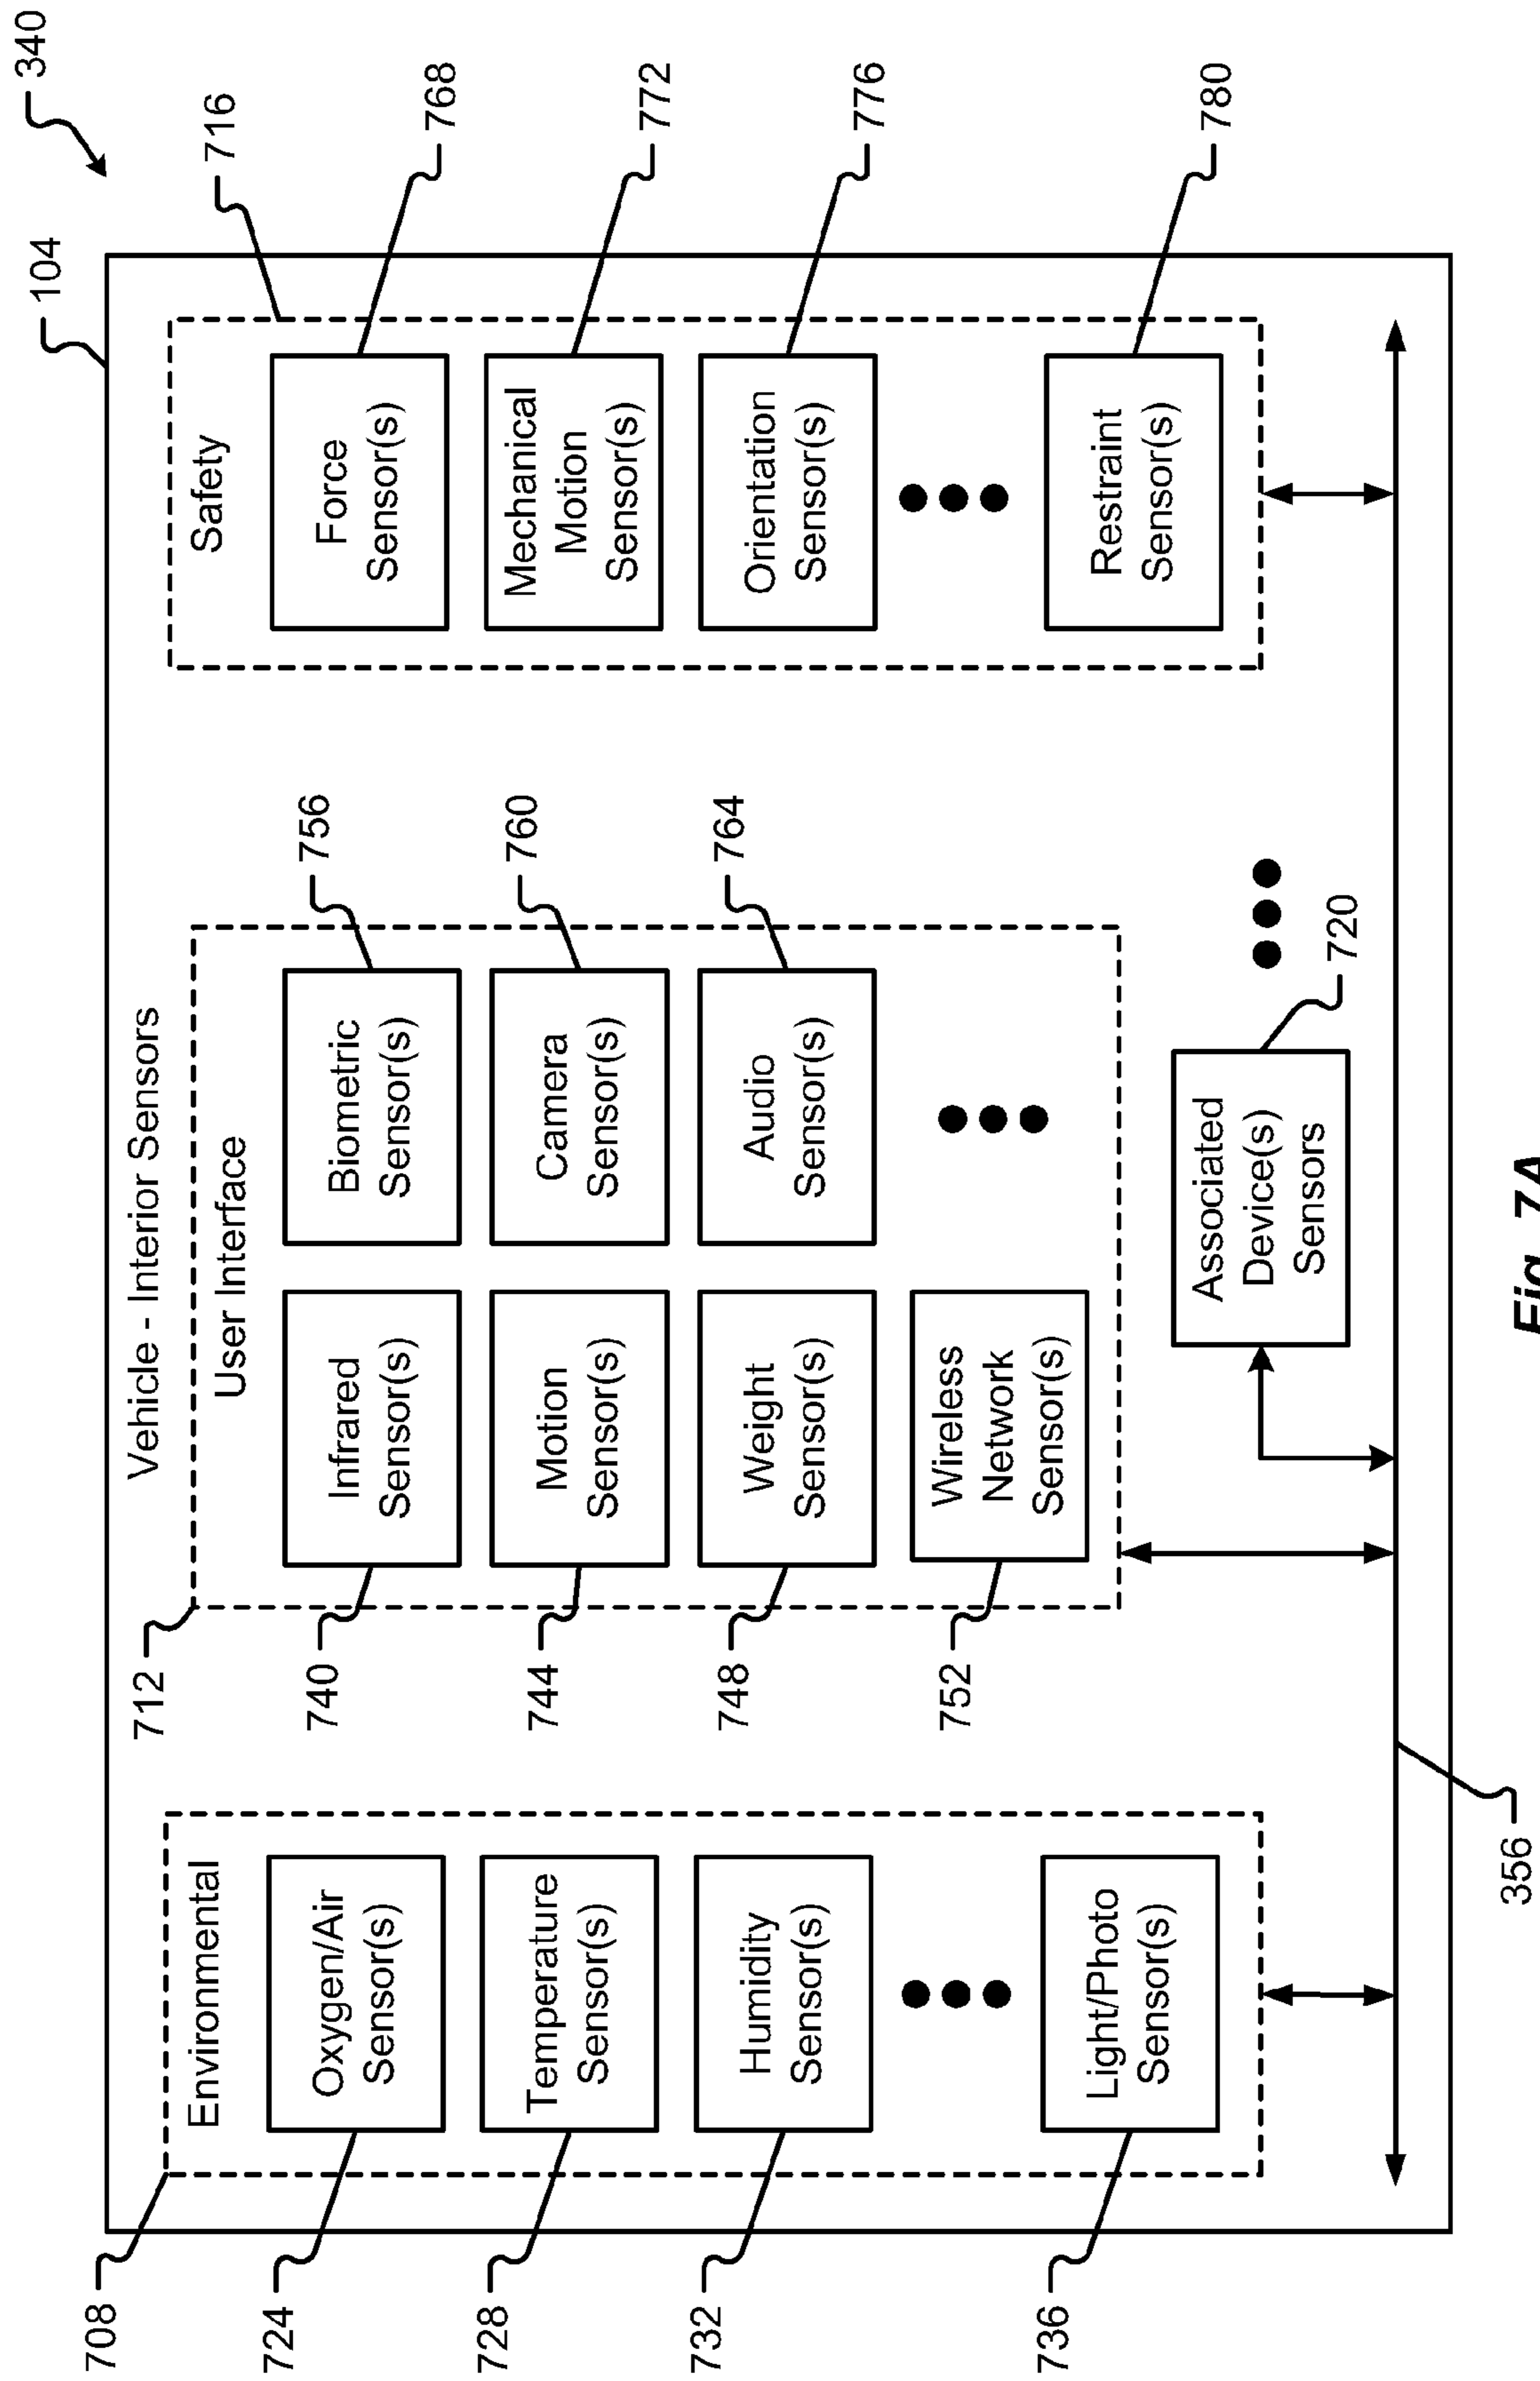 340
104
716
Vehicle - Interior Sensors
708
Environmental
724
Oxygen/Air
Sensor(s)
728
Temperature
Sensor(s)
732
Humidity
Sensor(s)
736
Light/Photo
Sensor(s)
712
User Interface
740
Infrared
Sensor(s)
Biometric
Sensor(s)
756
744
Motion
Sensor(s)
Camera
Sensor(s)
760
748
Weight
Sensor(s)
Audio
Sensor(s)
764
752
Wireless
Network
Sensor(s)
Safety
Force
Sensor(s)
768
Mechanical
Motion
Sensor(s)
772
Orientation
Sensor(s)
776
Restraint
Sensor(s)
780
Associated
Device(s)
Sensors
720
356
Fig. 7A